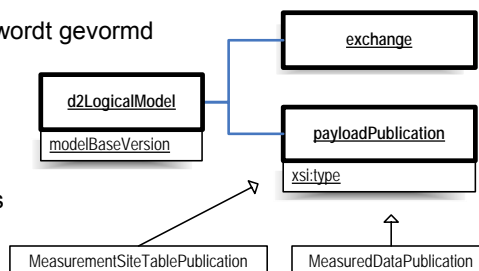 wordt gevormd
exchange
d2LogicalModel
modelBaseVersion
payloadPublication
xsi:type
s
MeasurementSiteTablePublication
MeasuredDataPublication